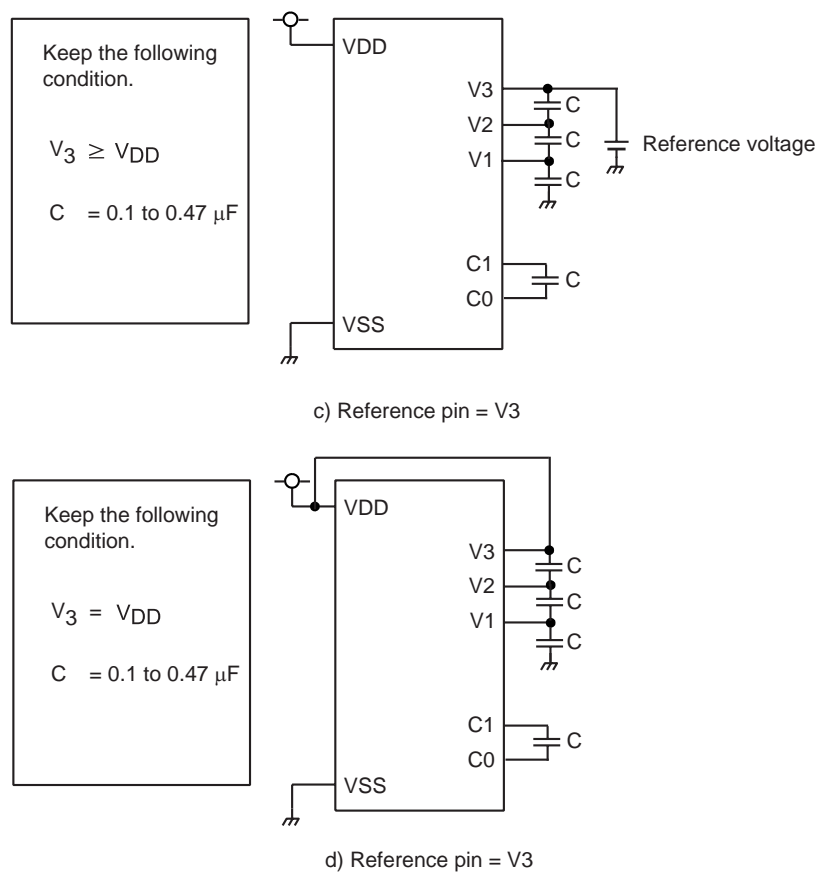 Keep the following
condition.
V3 ≥ VDD
C = 0.1 to 0.47 μF
VDD
V3
V2
V1
C1
C0
VSS
C
C
C
C
Reference voltage
c) Reference pin = V3
Keep the following
condition.
V3 = VDD
C = 0.1 to 0.47 μF
VDD
V3
V2
V1
C1
C0
VSS
C
C
C
C
d) Reference pin = V3